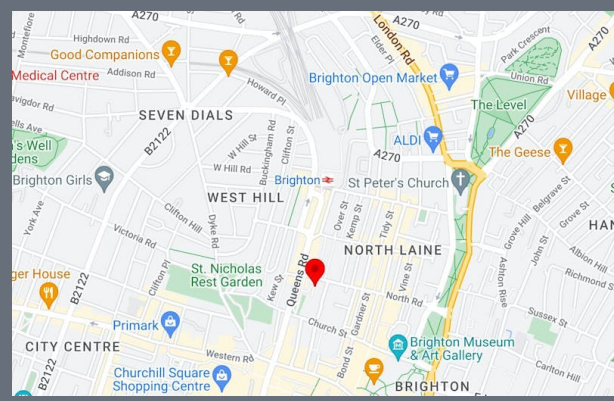 Montefiore
Highdown Rd
A270
London Rd
A270
Park Crescent
Good Companions
Elder Pl
Union Rd
Medical Centre
Addison Rd
Howard Pl
Brighton Open Market
The Level
Village
SEVEN DIALS
ALDI
A270
The Geese
B2122
W Hill St
W Hill Rd
Buckingham Rd
Clifton St
A270
Brighton Girls
Brighton
St Peter's Church
WEST HILL
York Ave
Clifton Hill
Dyke Rd
Over St
Kemp St
Tidy St
Grove Hill
Belgrave St
Grove St
Victoria Rd
NORTH LAINE
John St
Albion Hill
Clifton Pl
St. Nicholas
Rest Garden
Kew St
Queens Rd
Vine St
Ashton Rise
Richmond S
B2122
Gardner St
North Rd
Sussex St
Primark
Church St
Brighton Museum
& Art Gallery
CITY CENTRE
Western Rd
Bond St
Carlton Hill
Churchill Square
Shopping Centre
B2122
BRIGHTON